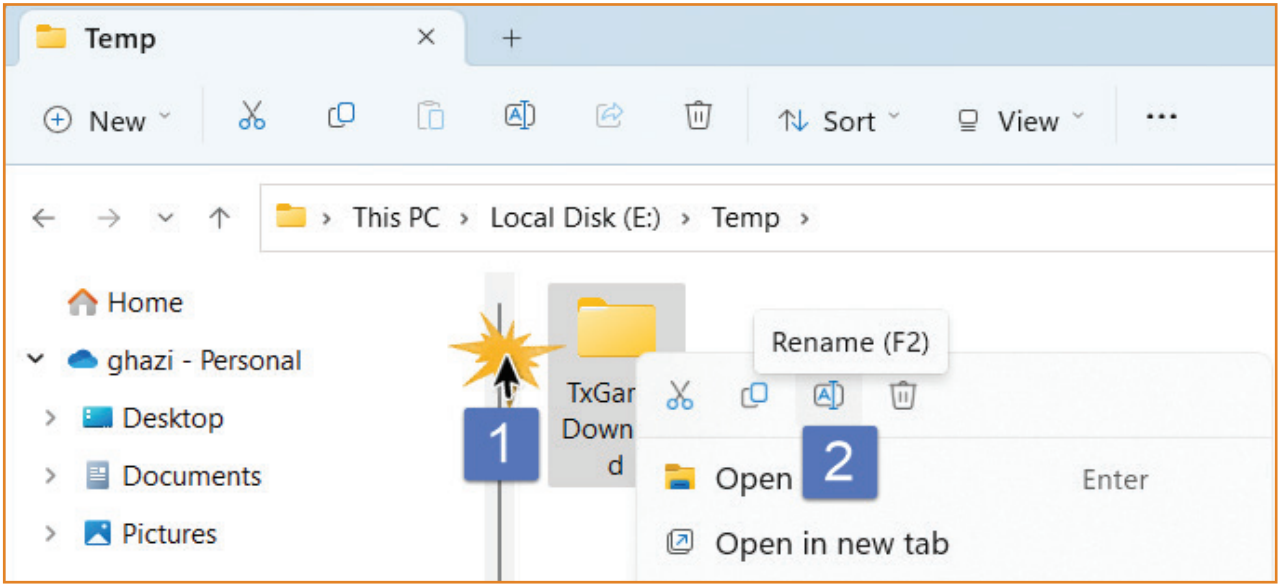 Temp
New
Sort
View
This PC > Local Disk (E:) > Temp >
Home
ghazi - Personal
Desktop
Documents
Pictures
1
TxGar
Down
d
Rename (F2)
2
Open Enter
Open in new tab